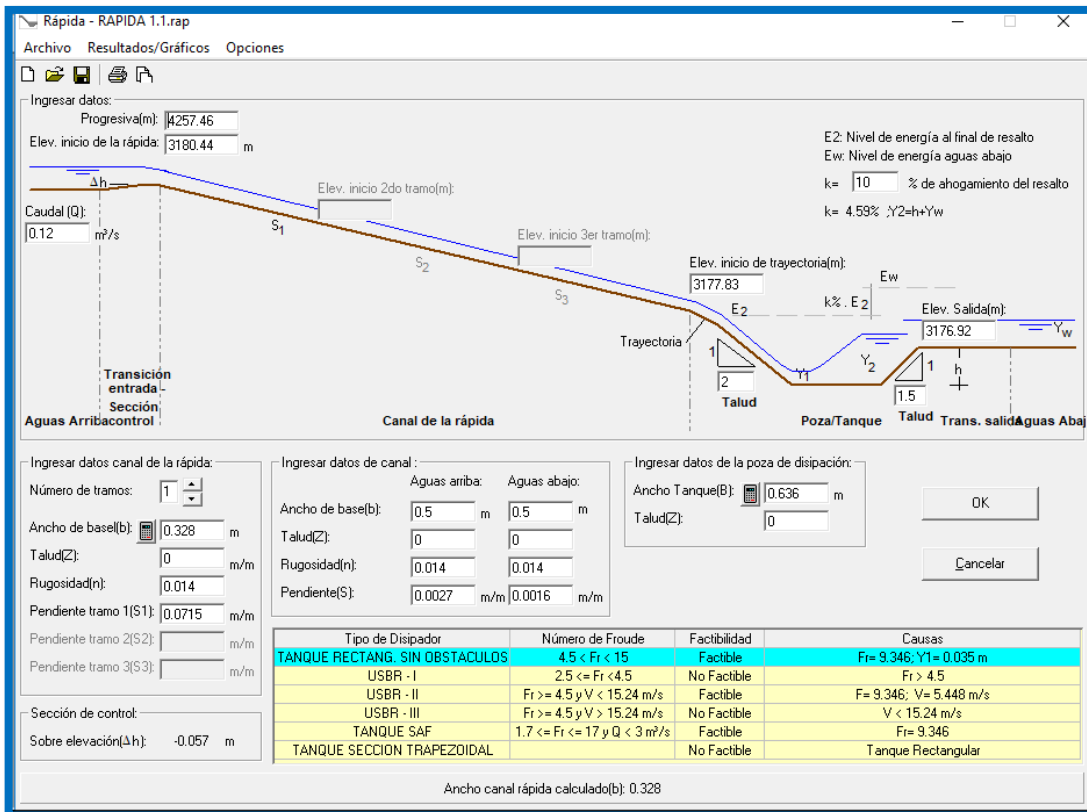 Rápida - RAPIDA 1.1.rap
Archivo Resultados/Gráficos Opciones
Ingresar datos:
Progresiva(m): 4257.46
Elev. inicio de la rápida: 3180.44 m
E2: Nivel de energía al final de resalto
Ew: Nivel de energía aguas abajo
k= 10 % de ahogamiento del resalto
k= 4.59% ;Y2=h+Yw
Δh
Elev. inicio 2do tramo(m):
Caudal (Q):
0.12 m³/s
S1
Elev. inicio 3er tramo(m):
S2
S3
Elev. inicio de trayectoria(m):
3177.83
Ew
E2
k% . E2
Elev. Salida(m):
3176.92
Yw
Trayectoria
1
2
Talud
Y1
Y2
1
1.5
Talud
h
Transición
entrada -
Sección
Aguas Arriba control Canal de la rápida Poza/Tanque Trans. salida Aguas Abaj
Ingresar datos canal de la rápida:
Número de tramos: 1
Ancho de basel(b): 0.328 m
Talud(Z): 0 m/m
Rugosidad(n): 0.014
Pendiente tramo 1(S1): 0.0715 m/m
Pendiente tramo 2(S2): m/m
Pendiente tramo 3(S3): m/m
Sección de control:
Sobre elevación(Δh): -0.057 m
Ingresar datos de canal :
Aguas arriba: Aguas abajo:
Ancho de base(b): 0.5 m 0.5 m
Talud(Z): 0 0
Rugosidad(n): 0.014 0.014
Pendiente(S): 0.0027 m/m 0.0016 m/m
Ingresar datos de la poza de disipación:
Ancho Tanque(B): 0.636 m
Talud(Z): 0
OK
Cancelar
Tipo de Disipador Número de Froude Factibilidad Causas
TANQUE RECTANG. SIN OBSTACULOS 4.5 < Fr < 15 Factible Fr= 9.346; Y1= 0.035 m
USBR - I 2.5 <= Fr <4.5 No Factible Fr > 4.5
USBR - II Fr >= 4.5 y V < 15.24 m/s Factible F= 9.346; V= 5.448 m/s
USBR - III Fr >= 4.5 y V > 15.24 m/s No Factible V < 15.24 m/s
TANQUE SAF 1.7 <= Fr <= 17 y Q < 3 m³/s Factible Fr= 9.346
TANQUE SECCION TRAPEZOIDAL No Factible Tanque Rectangular
Ancho canal rápida calculado(b): 0.328